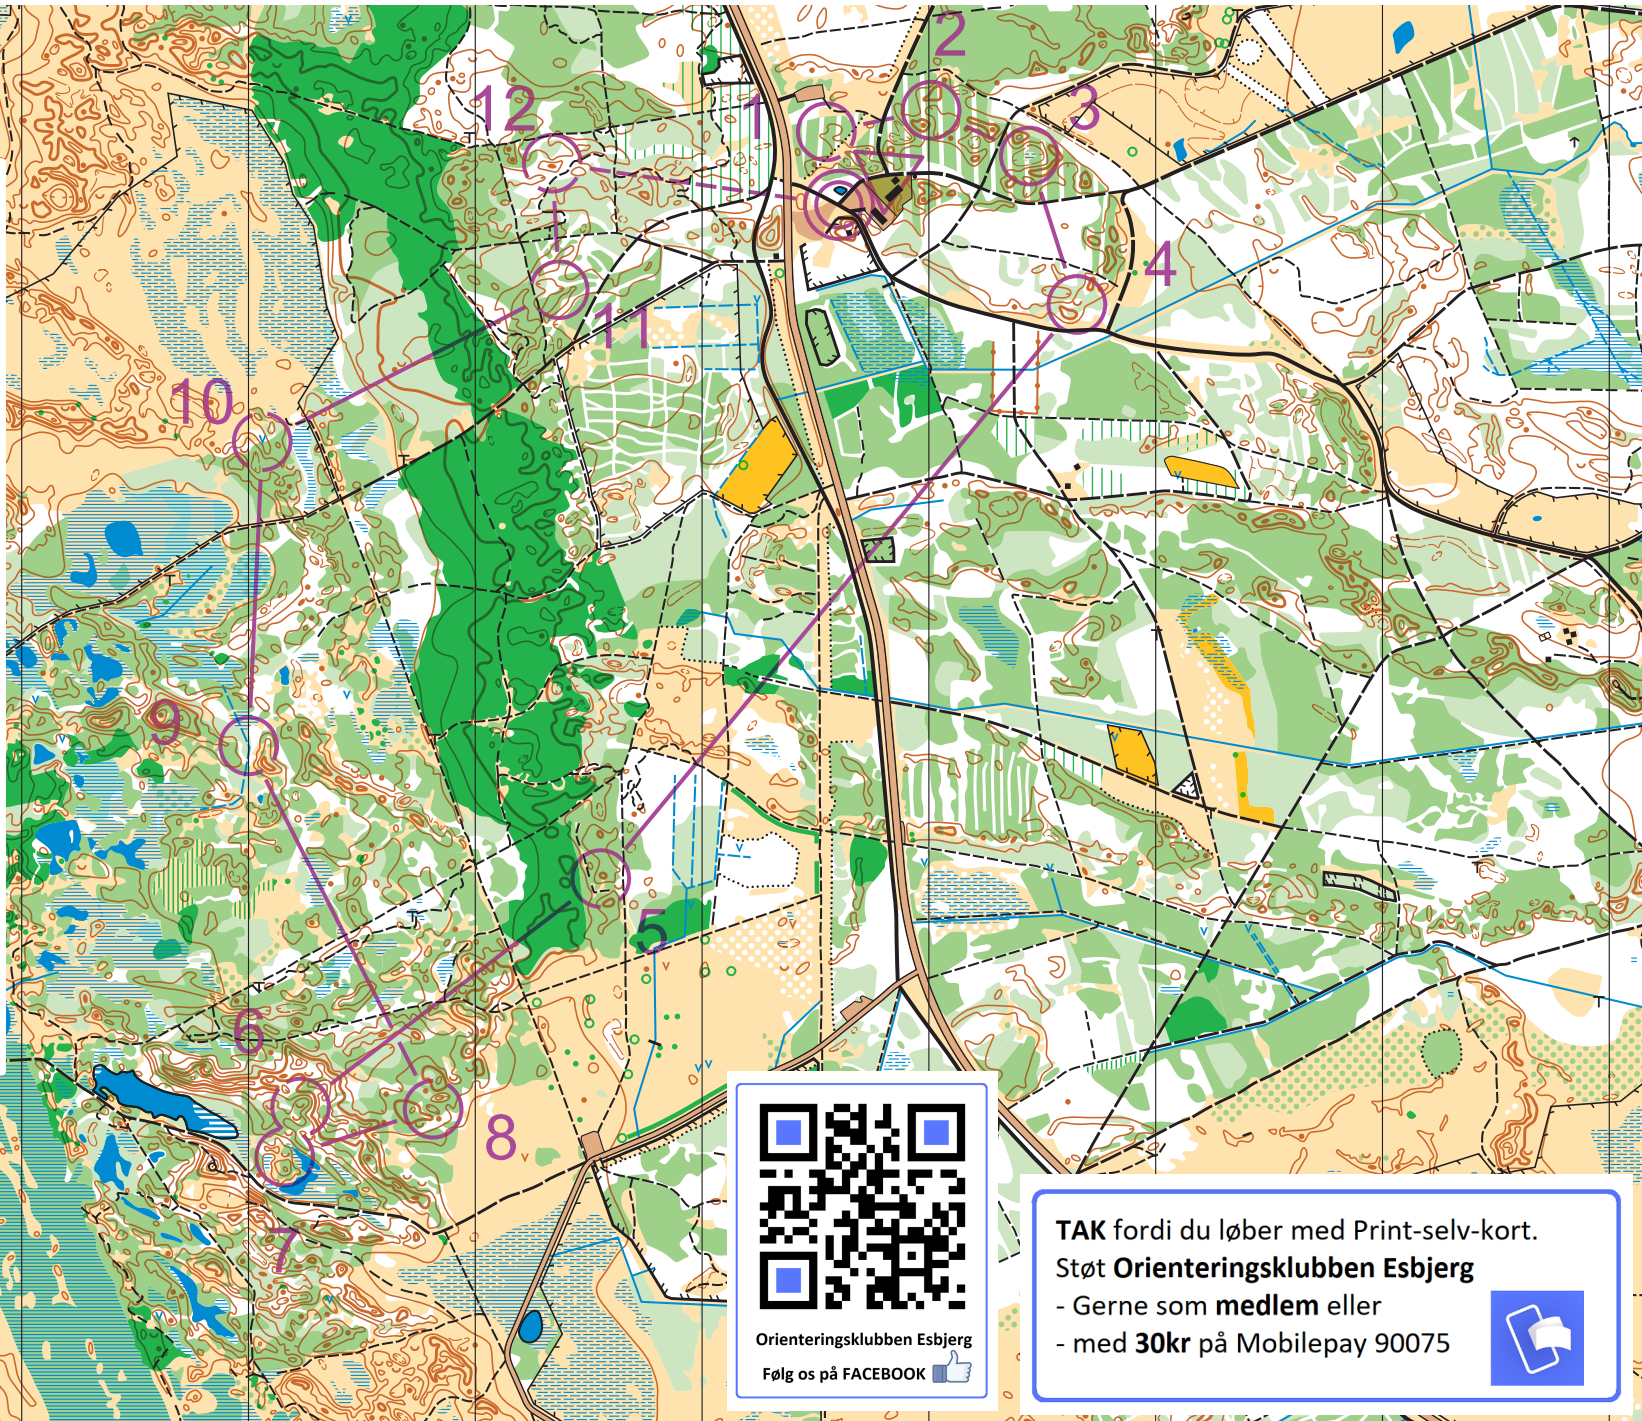 2
12
1
3
4
11
10
9
5
6
8
7
TAK fordi du løber med Print-selv-kort.
Støt Orienteringsklubben Esbjerg
- Gerne som medlem eller
- med 30kr på Mobilepay 90075
Orienteringsklubben Esbjerg
Følg os på FACEBOOK